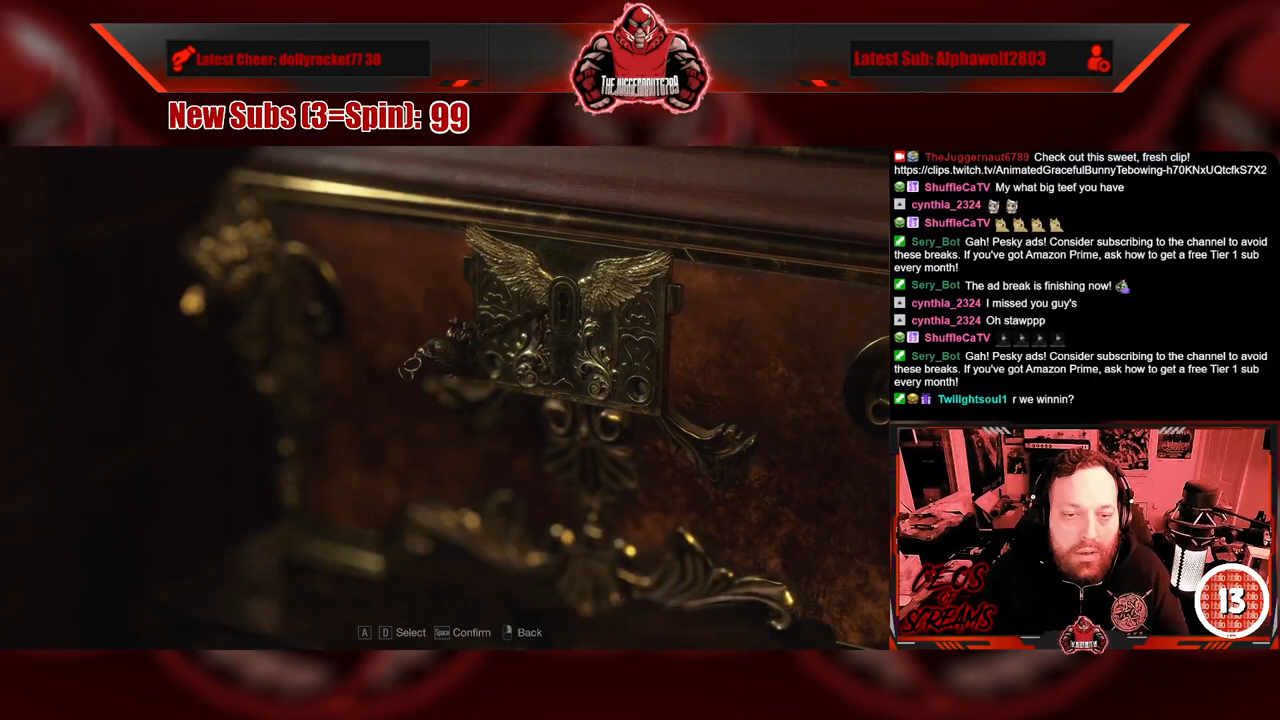 Latest Cheer: dollyrocket77 30
THEJUGGERNAUT6789
Latest Sub: Alphawolf2803
New Subs (3=Spin): 99
TheJuggernaut6789 Check out this sweet, fresh clip!
https://clips.twitch.tv/AnimatedGracefulBunnyTebowing-h70KNxUQtcfkS7X2
ShuffleCaTV My what big teef you have
cynthia_2324
ShuffleCaTV
Sery_Bot Gah! Pesky ads! Consider subscribing to the channel to avoid
these breaks. If you've got Amazon Prime, ask how to get a free Tier 1 sub
every month!
Sery_Bot The ad break is finishing now!
cynthia_2324 I missed you guy's
cynthia_2324 Oh stawppp
ShuffleCaTV
Sery_Bot Gah! Pesky ads! Consider subscribing to the channel to avoid
these breaks. If you've got Amazon Prime, ask how to get a free Tier 1 sub
every month!
Twilightsoul1 r we winnin?
CEOS
OF
SCREAMS
13
A D Select Space Confirm Back